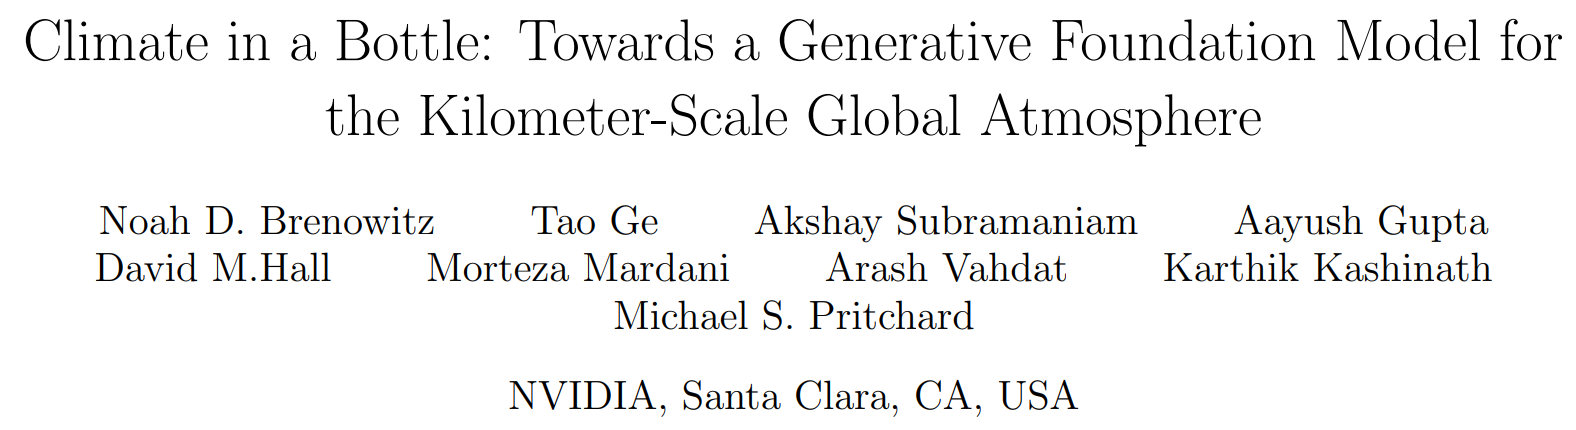 Climate in a Bottle: Towards a Generative Foundation Model for
the Kilometer-Scale Global Atmosphere
Noah D. Brenowitz Tao Ge Akshay Subramaniam Aayush Gupta
David M.Hall Morteza Mardani Arash Vahdat Karthik Kashinath
Michael S. Pritchard
NVIDIA, Santa Clara, CA, USA